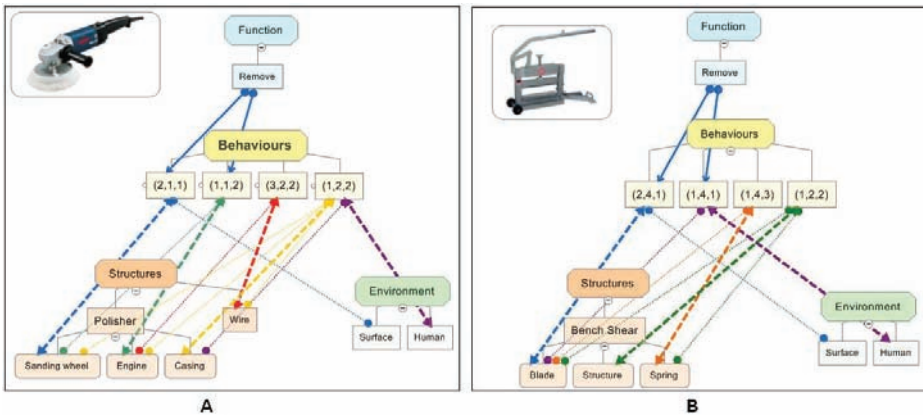 Function
Remove
Behaviours
(2,1,1) (1,1,2) (3,2,2) (1,2,2)
Structures
Environment
Polisher
Wire
Surface Human
Sanding wheel Engine Casing
A
Function
Remove
Behaviours
(2,4,1) (1,4,1) (1,4,3) (1,2,2)
Structures
Environment
Bench Shear
Surface Human
Blade Structure Spring
B